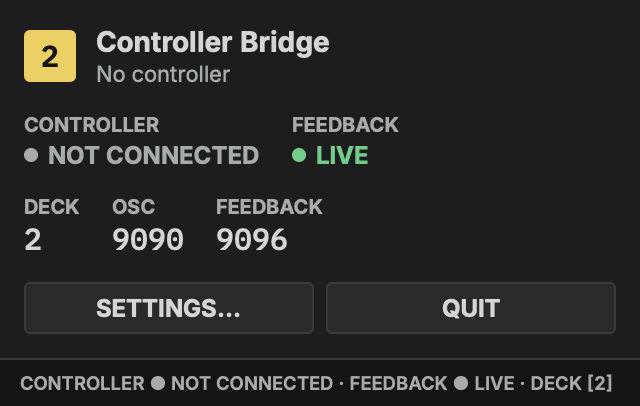 2
Controller Bridge
No controller
CONTROLLER FEEDBACK
● NOT CONNECTED ● LIVE
DECK OSC FEEDBACK
2 9090 9096
SETTINGS... QUIT
CONTROLLER ● NOT CONNECTED · FEEDBACK ● LIVE · DECK [2]